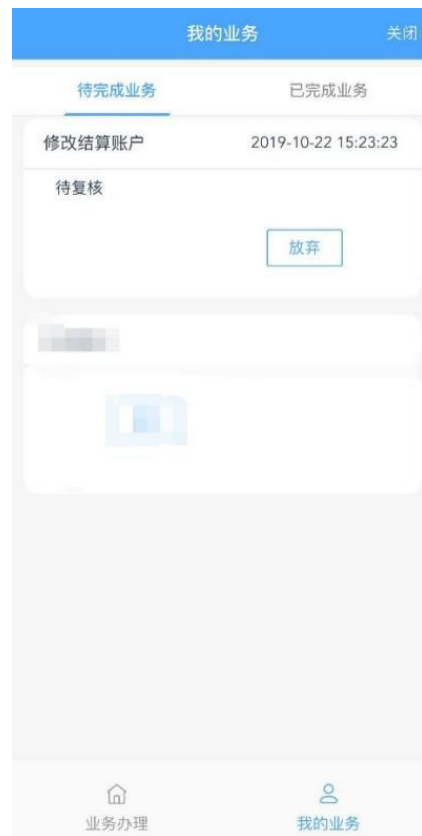 我的业务 关闭
待完成业务 已完成业务
修改结算账户 2019-10-22 15:23:23
待复核
放弃
业务办理 我的业务